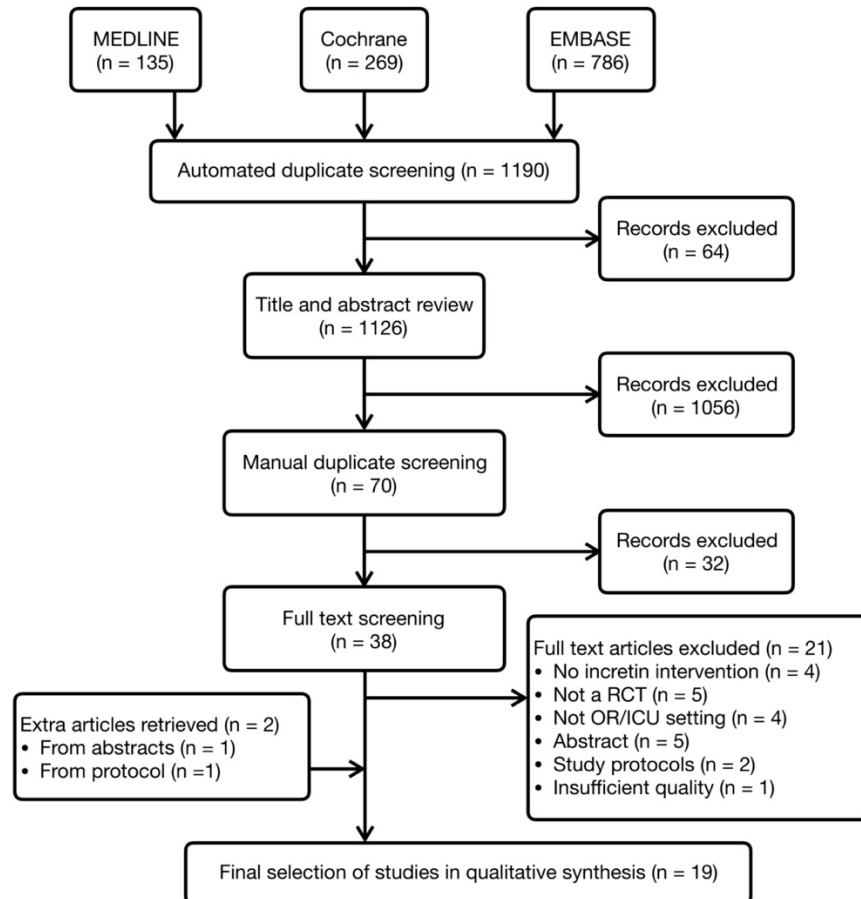 MEDLINE
(n = 135)
Cochrane
(n = 269)
EMBASE
(n = 786)
Automated duplicate screening (n = 1190)
Records excluded
(n = 64)
Title and abstract review
(n = 1126)
Records excluded
(n = 1056)
Manual duplicate screening
(n = 70)
Records excluded
(n = 32)
Full text screening
(n = 38)
Full text articles excluded (n = 21)
• No incretin intervention (n = 4)
• Not a RCT (n = 5)
• Not OR/ICU setting (n = 4)
• Abstract (n = 5)
• Study protocols (n = 2)
• Insufficient quality (n = 1)
Extra articles retrieved (n = 2)
• From abstracts (n = 1)
• From protocol (n =1)
Final selection of studies in qualitative synthesis (n = 19)